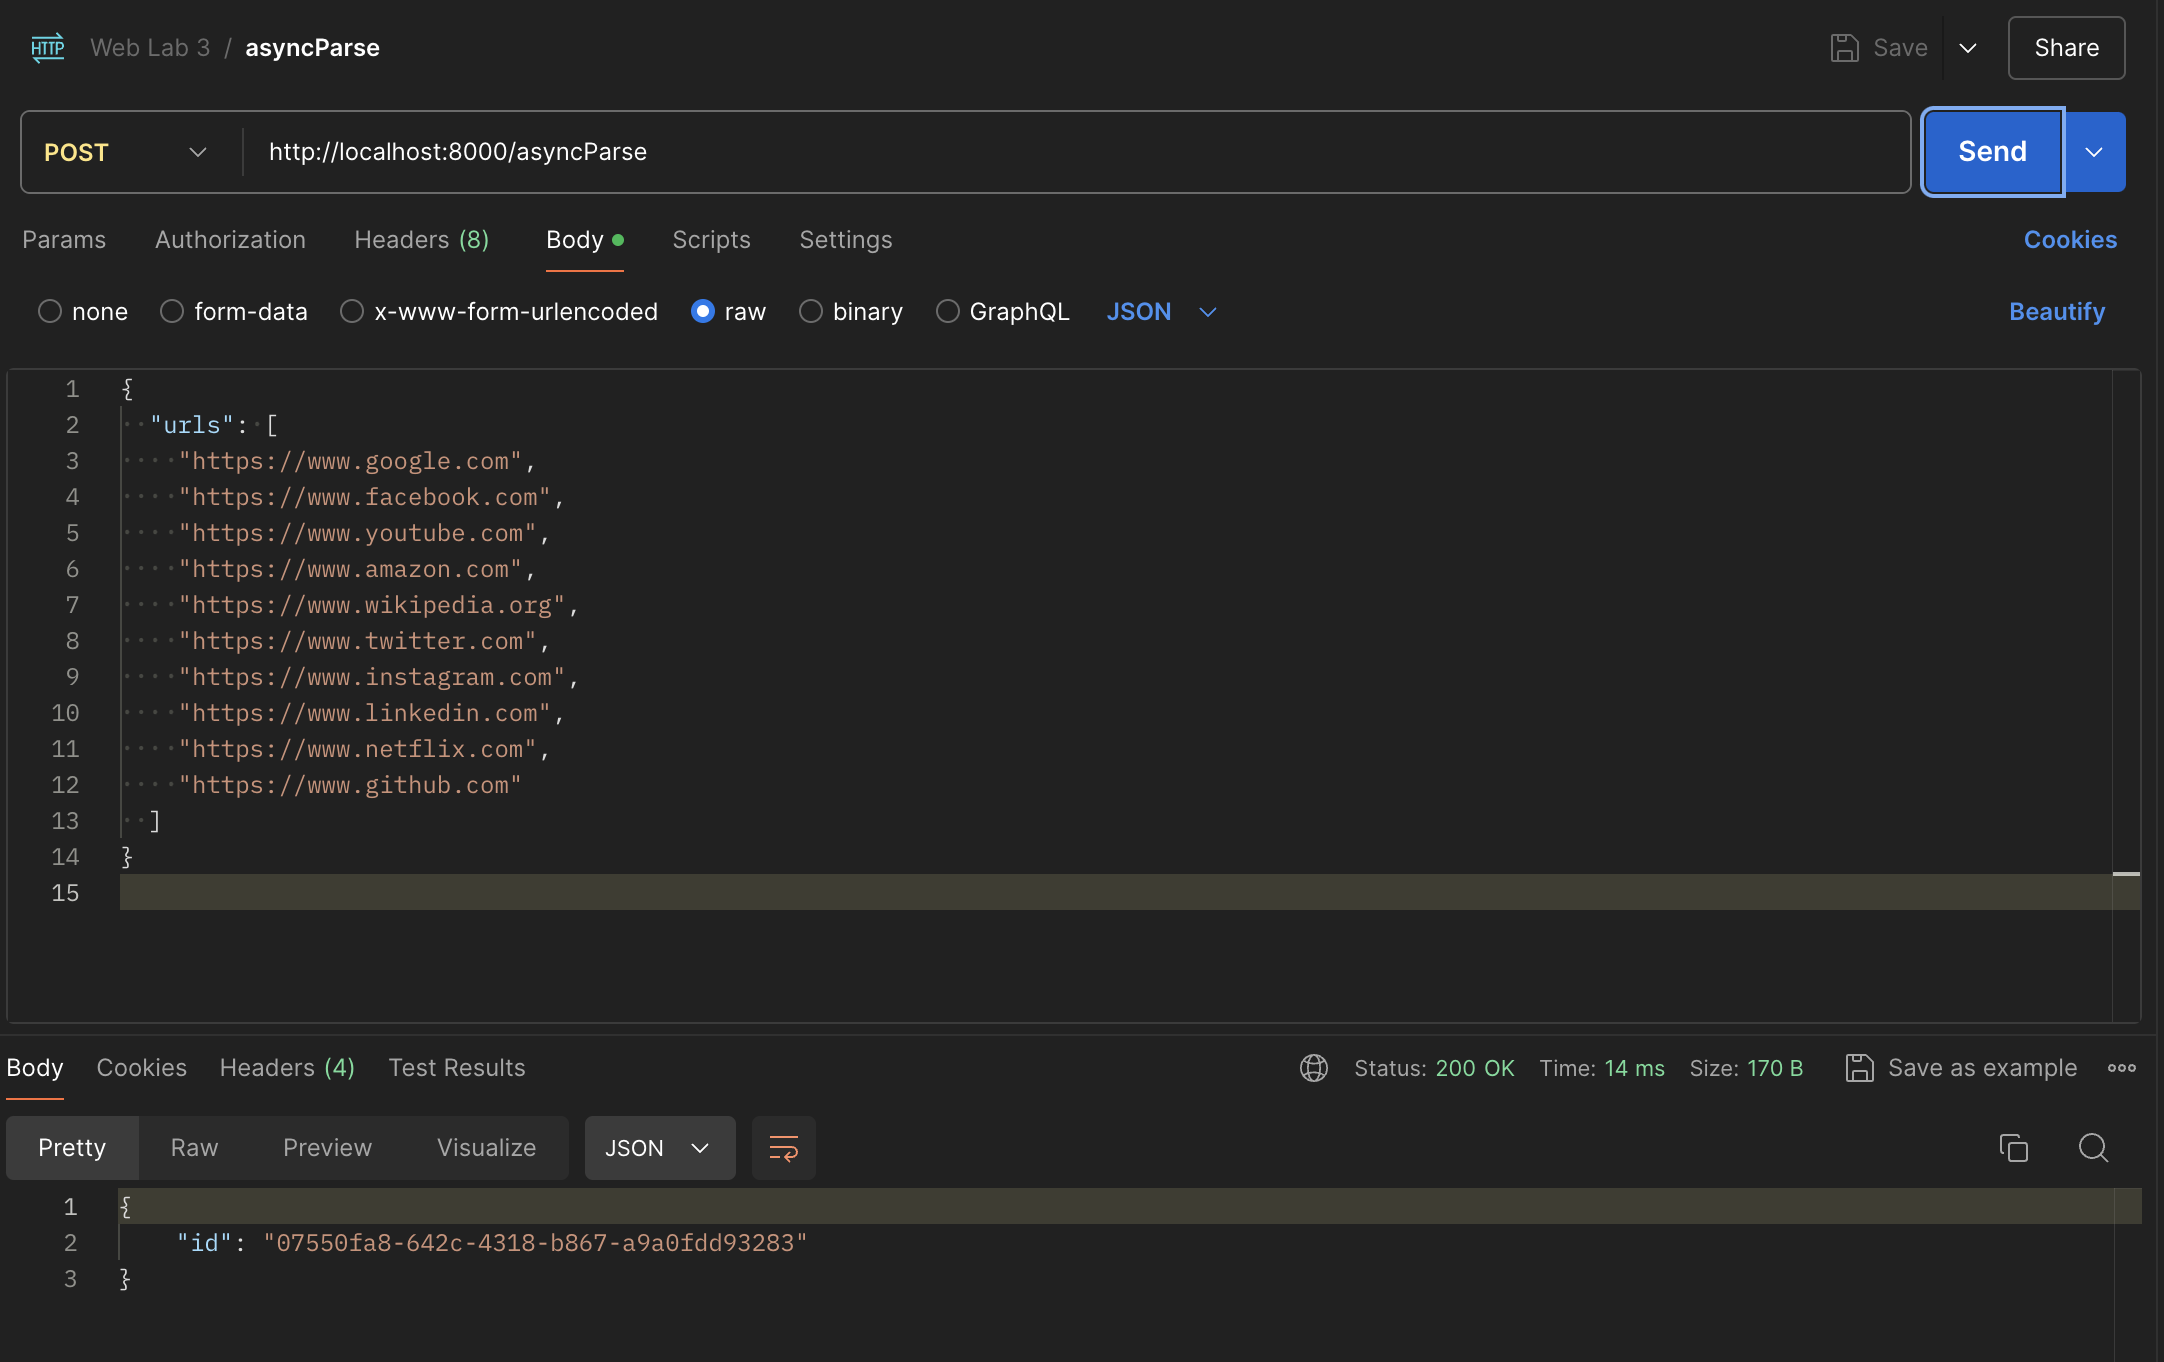 HTTP Web Lab 3 / asyncParse Save Share
POST http://localhost:8000/asyncParse Send
Params Authorization Headers (8) Body Scripts Settings Cookies
none form-data x-www-form-urlencoded raw binary GraphQL JSON Beautify
1 {
2 "urls": [
3 "https://www.google.com",
4 "https://www.facebook.com",
5 "https://www.youtube.com",
6 "https://www.amazon.com",
7 "https://www.wikipedia.org",
8 "https://www.twitter.com",
9 "https://www.instagram.com",
10 "https://www.linkedin.com",
11 "https://www.netflix.com",
12 "https://www.github.com"
13 ]
14 }
15
Body Cookies Headers (4) Test Results Status: 200 OK Time: 14 ms Size: 170 B Save as example
Pretty Raw Preview Visualize JSON
1 {
2 "id": "07550fa8-642c-4318-b867-a9a0fdd93283"
3 }